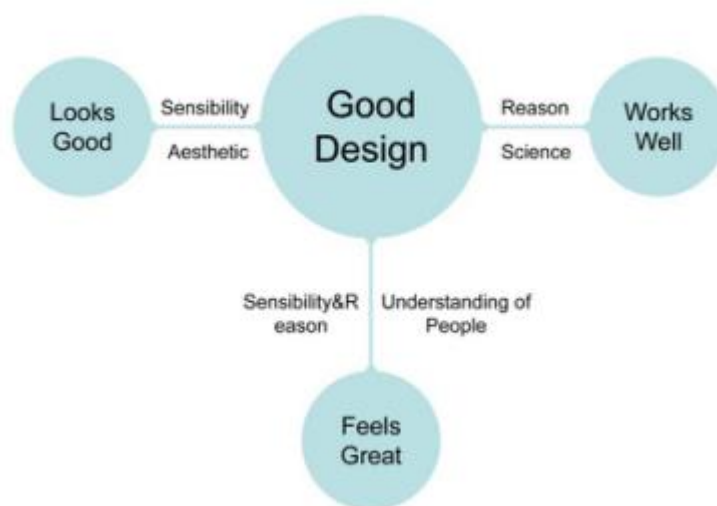 Looks
Good
Sensibility
Aesthetic
Good
Design
Reason
Science
Works
Well
Sensibility&R
eason
Understanding of
People
Feels
Great